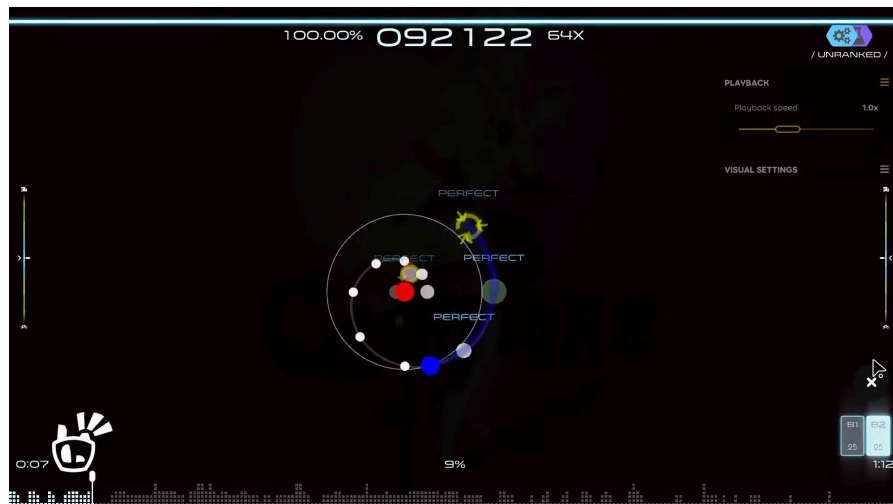 100.00% 092122 64X
/ UNRANKED /
PLAYBACK
Playback speed 1.0x
VISUAL SETTINGS
PERFECT
PERFECT
PERFECT
PERFECT
B1 B2
25 25
0:07 9% 1:12